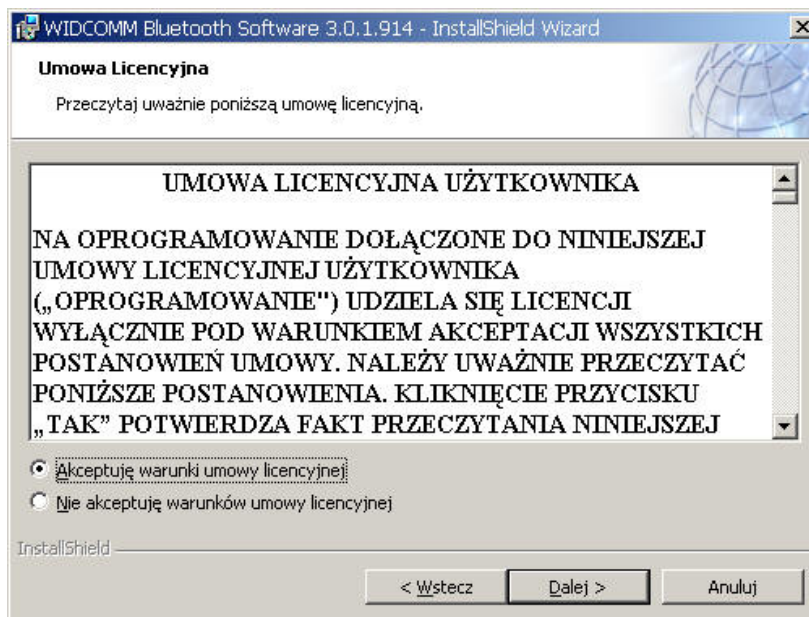 WIDCOMM Bluetooth Software 3.0.1.914 - InstallShield Wizard
Umowa Licencyjna
Przeczytaj uważnie poniższą umowę licencyjną.
UMOWA LICENCYJNA UŻYTKOWNIKA
NA OPROGRAMOWANIE DOŁĄCZONE DO NINIEJSZEJ
UMOWY LICENCYJNEJ UŻYTKOWNIKA
(„OPROGRAMOWANIE") UDZIELA SIĘ LICENCJI
WYŁĄCZNIE POD WARUNKIEM AKCEPTACJI WSZYSTKICH
POSTANOWIEŃ UMOWY. NALEŻY UWAŻNIE PRZECZYTAĆ
PONIŻSZE POSTANOWIENIA. KLIKNIĘCIE PRZYCISKU
„TAK” POTWIERDZA FAKT PRZECZYTANIA NINIEJSZEJ
Akceptuję warunki umowy licencyjnej
Nie akceptuję warunków umowy licencyjnej
InstallShield
< Wstecz
Dalej >
Anuluj